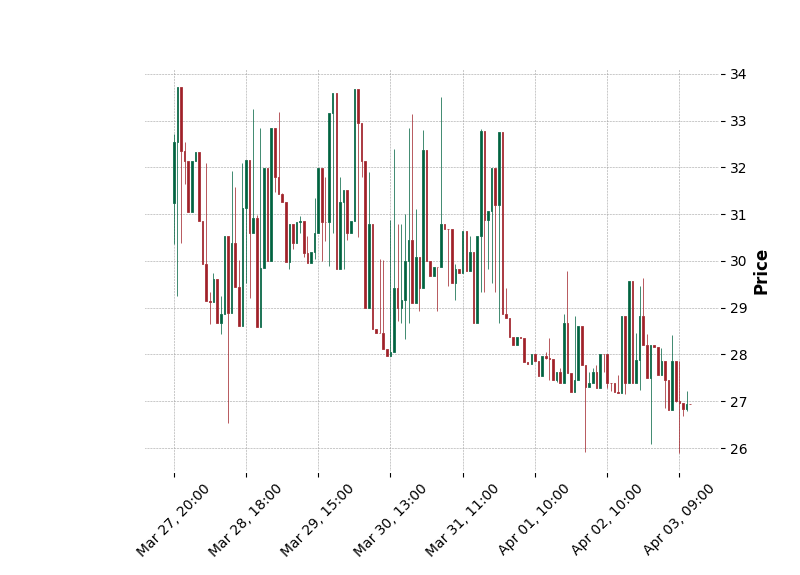 34
33
32
31
30
29
28
27
26
Price
Mar 27, 20:00
Mar 28, 18:00
Mar 29, 15:00
Mar 30, 13:00
Mar 31, 11:00
Apr 01, 10:00
Apr 02, 10:00
Apr 03, 09:00